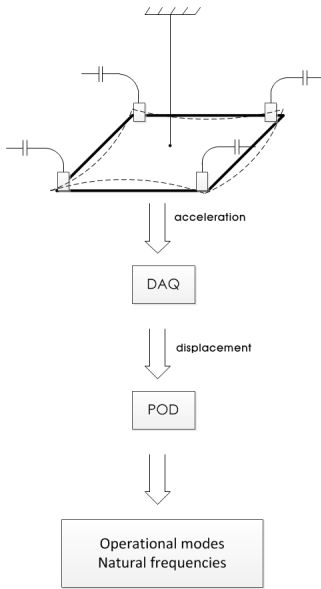 acceleration
DAQ
displacement
POD
Operational modes
Natural frequencies